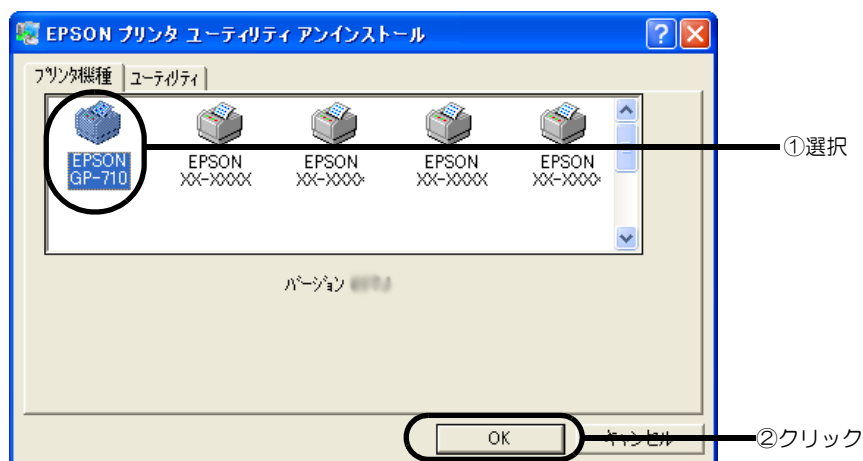 EPSON プリンタ ユーティリティ アンインストール
プリンタ機種
ユーティリティ
EPSON
GP-710
EPSON
XX-XXXX
EPSON
XX-XXXX
EPSON
XX-XXXX
EPSON
XX-XXXX
①選択
バージョン
OK
キャンセル
②クリック